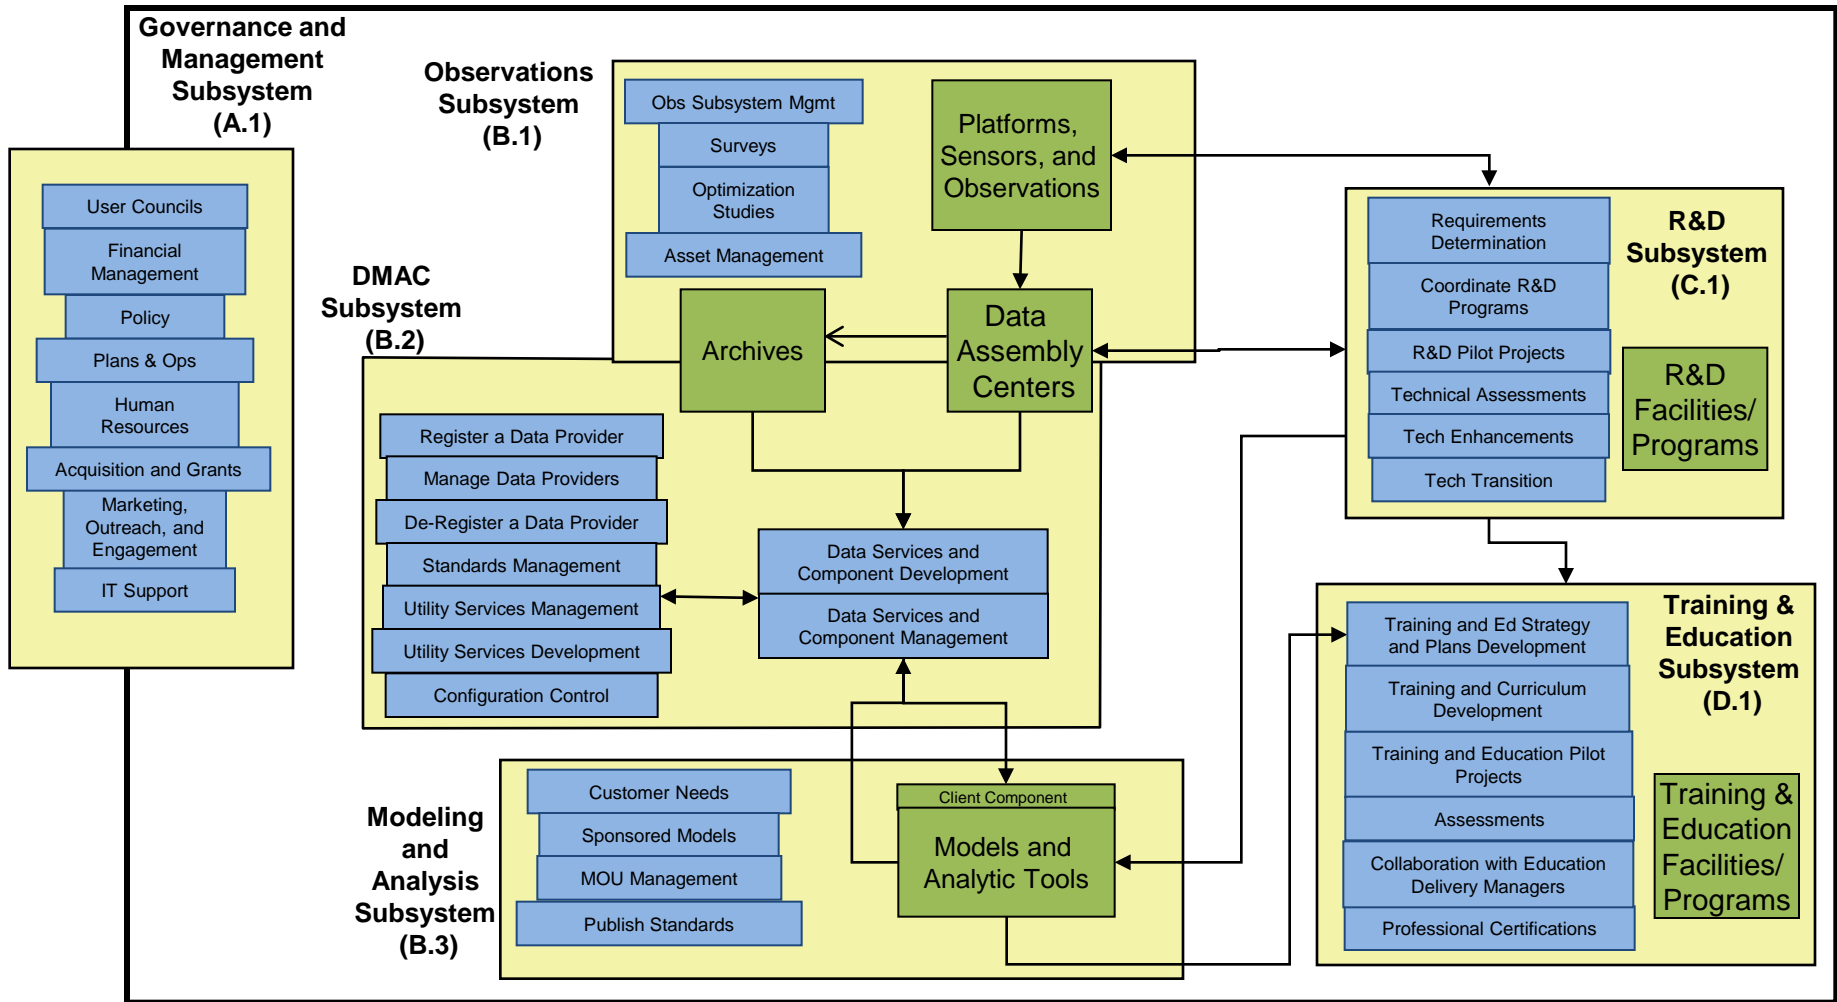 Governance and
Management
Subsystem
(A.1)
User Councils
Financial
Management
Policy
Plans & Ops
Human
Resources
Acquisition and Grants
Marketing,
Outreach, and
Engagement
IT Support
Observations
Subsystem
(B.1)
Obs Subsystem Mgmt
Surveys
Optimization
Studies
Asset Management
Platforms,
Sensors, and
Observations
Archives
Data
Assembly
Centers
DMAC
Subsystem
(B.2)
Register a Data Provider
Manage Data Providers
De-Register a Data Provider
Standards Management
Utility Services Management
Utility Services Development
Configuration Control
Data Services and
Component Development
Data Services and
Component Management
Modeling
and
Analysis
Subsystem
(B.3)
Customer Needs
Sponsored Models
MOU Management
Publish Standards
Client Component
Models and
Analytic Tools
R&D
Subsystem
(C.1)
Requirements
Determination
Coordinate R&D
Programs
R&D Pilot Projects
Technical Assessments
Tech Enhancements
Tech Transition
R&D
Facilities/
Programs
Training &
Education
Subsystem
(D.1)
Training and Ed Strategy
and Plans Development
Training and Curriculum
Development
Training and Education Pilot
Projects
Assessments
Collaboration with Education
Delivery Managers
Professional Certifications
Training &
Education
Facilities/
Programs